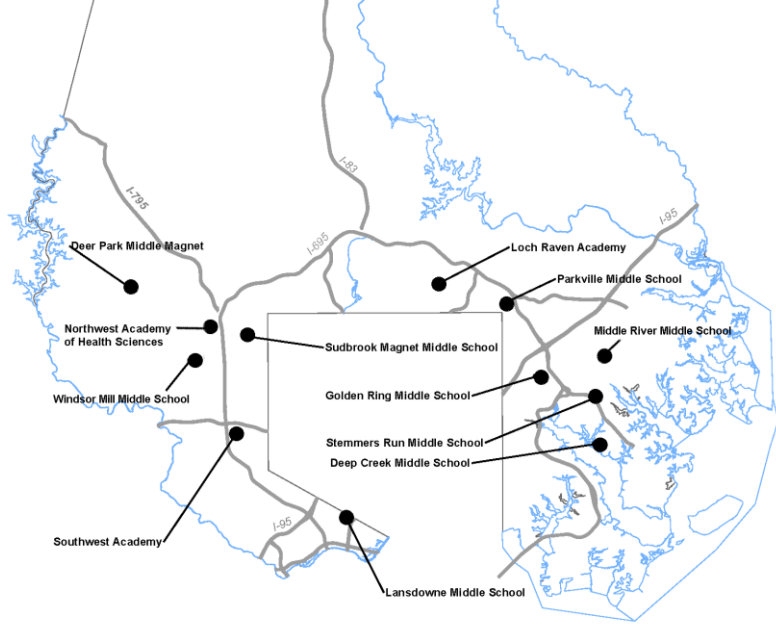 I-83
I-795
I-95
I-695
Deer Park Middle Magnet
Loch Raven Academy
Parkville Middle School
Northwest Academy
of Health Sciences
Middle River Middle School
Sudbrook Magnet Middle School
Windsor Mill Middle School
Golden Ring Middle School
Stemmers Run Middle School
Deep Creek Middle School
I-95
Southwest Academy
Lansdowne Middle School